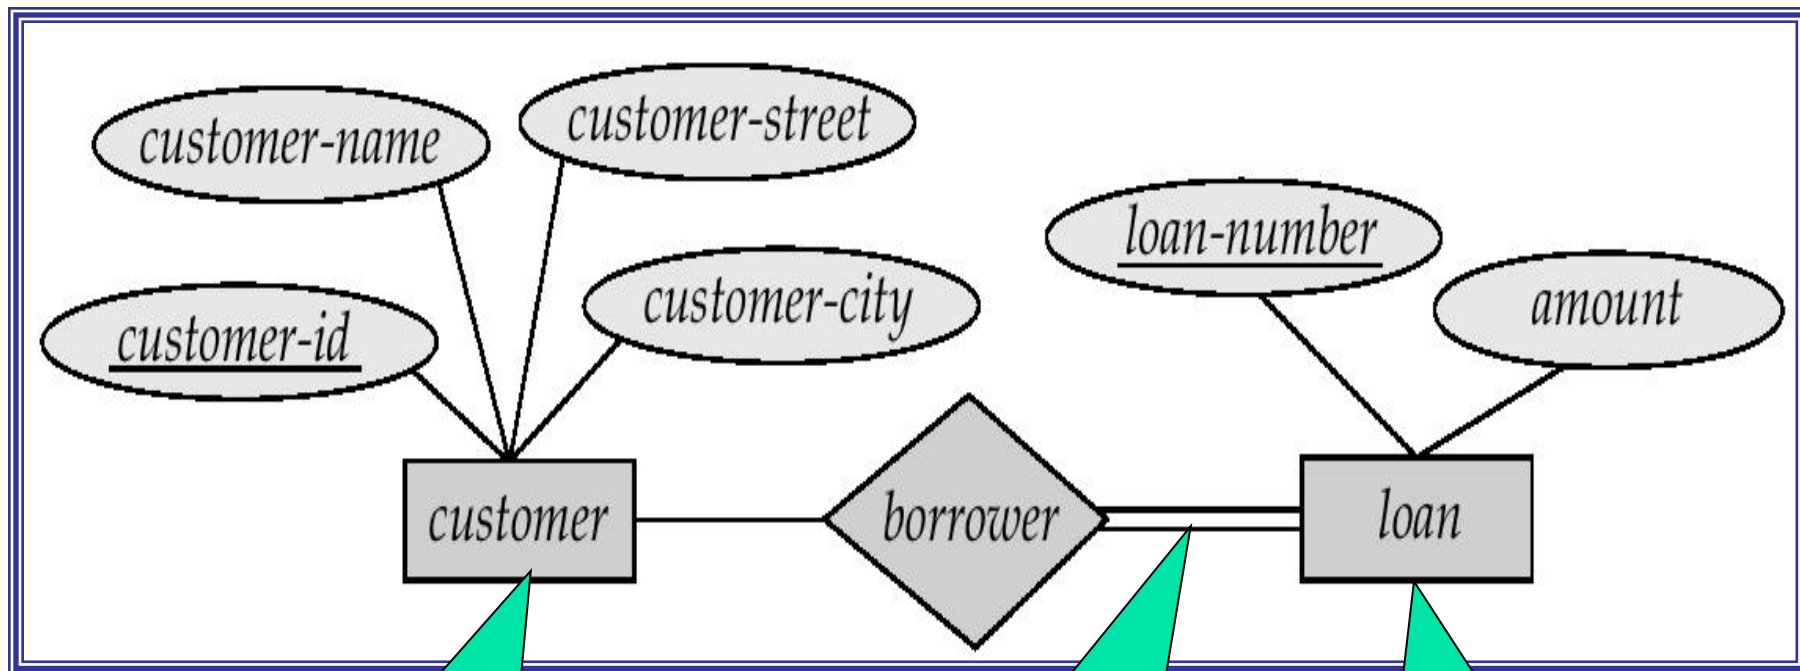 customer-name
customer-street
customer-id
customer-city
loan-number
amount
customer
borrower
loan